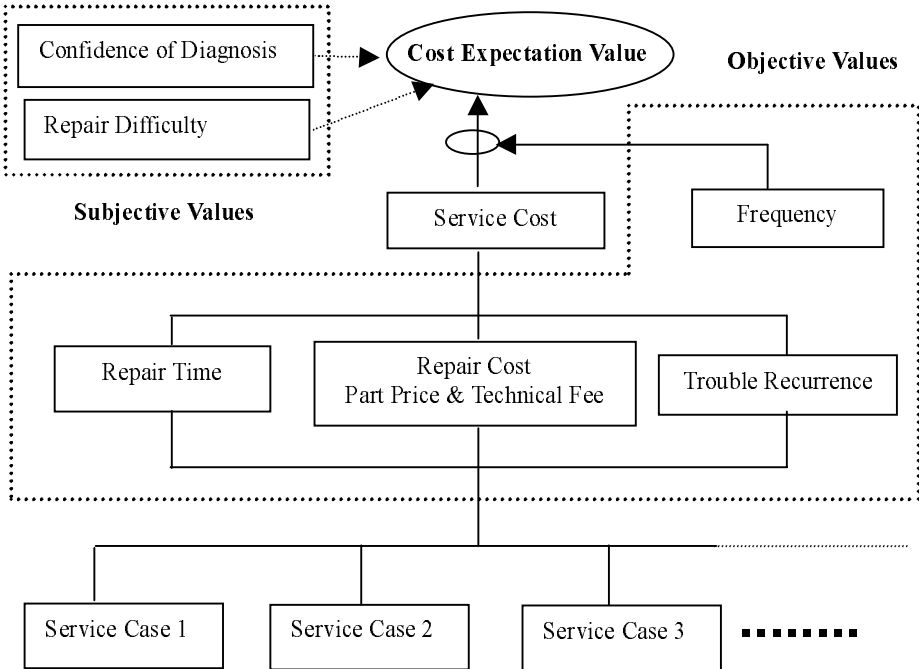 Confidence of Diagnosis
Cost Expectation Value
Objective Values
Repair Difficulty
Subjective Values
Service Cost
Frequency
Repair Time
Repair Cost
Part Price & Technical Fee
Trouble Recurrence
Service Case 1
Service Case 2
Service Case 3